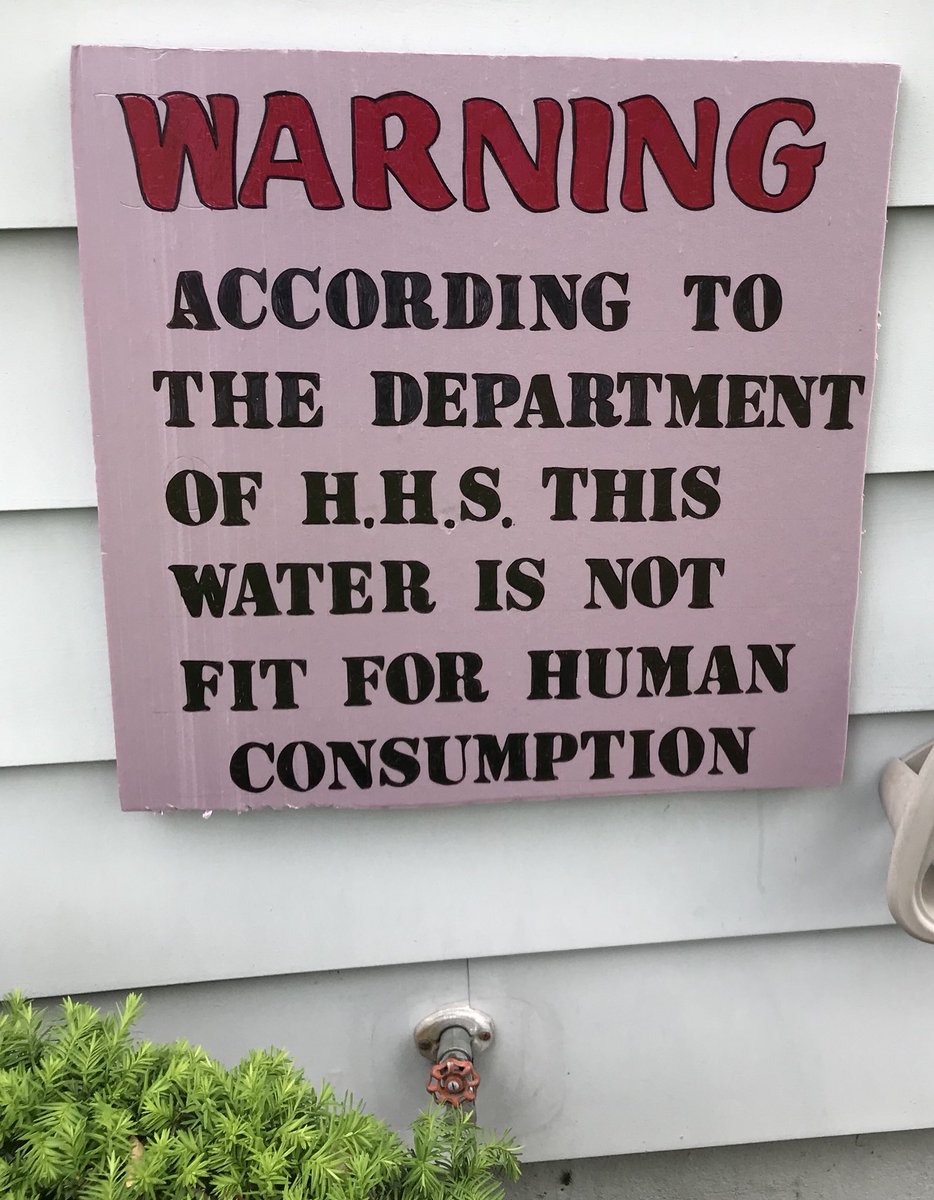 WARNING
ACCORDING TO
THE DEPARTMENT
OF H.H.S. THIS
WATER IS NOT
FIT FOR HUMAN
CONSUMPTION